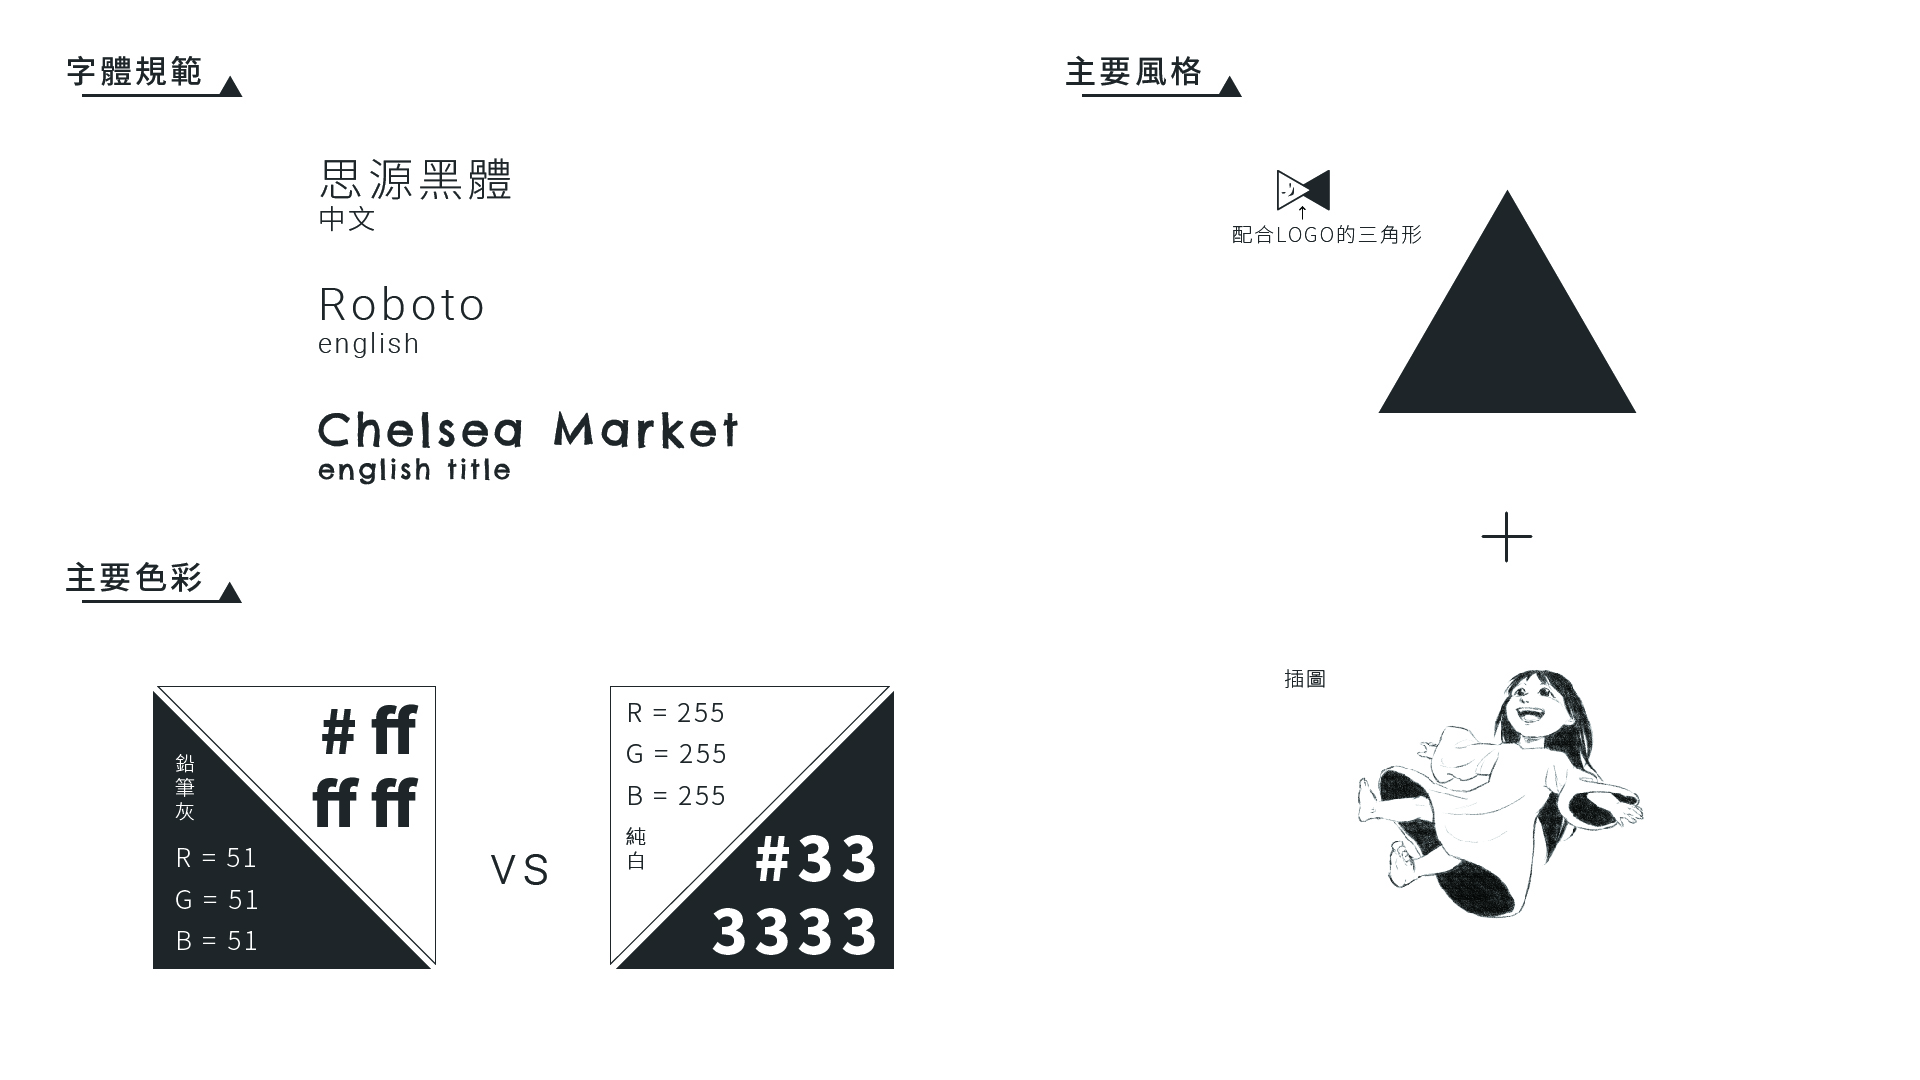 字體規範
思源黑體
中文
Roboto
english
Chelsea Market
english title
主要色彩
# ff
ff ff
鉛筆灰
R = 51
G = 51
B = 51
VS
R = 255
G = 255
B = 255
純白
#33
3333
主要風格
配合LOGO的三角形
插圖